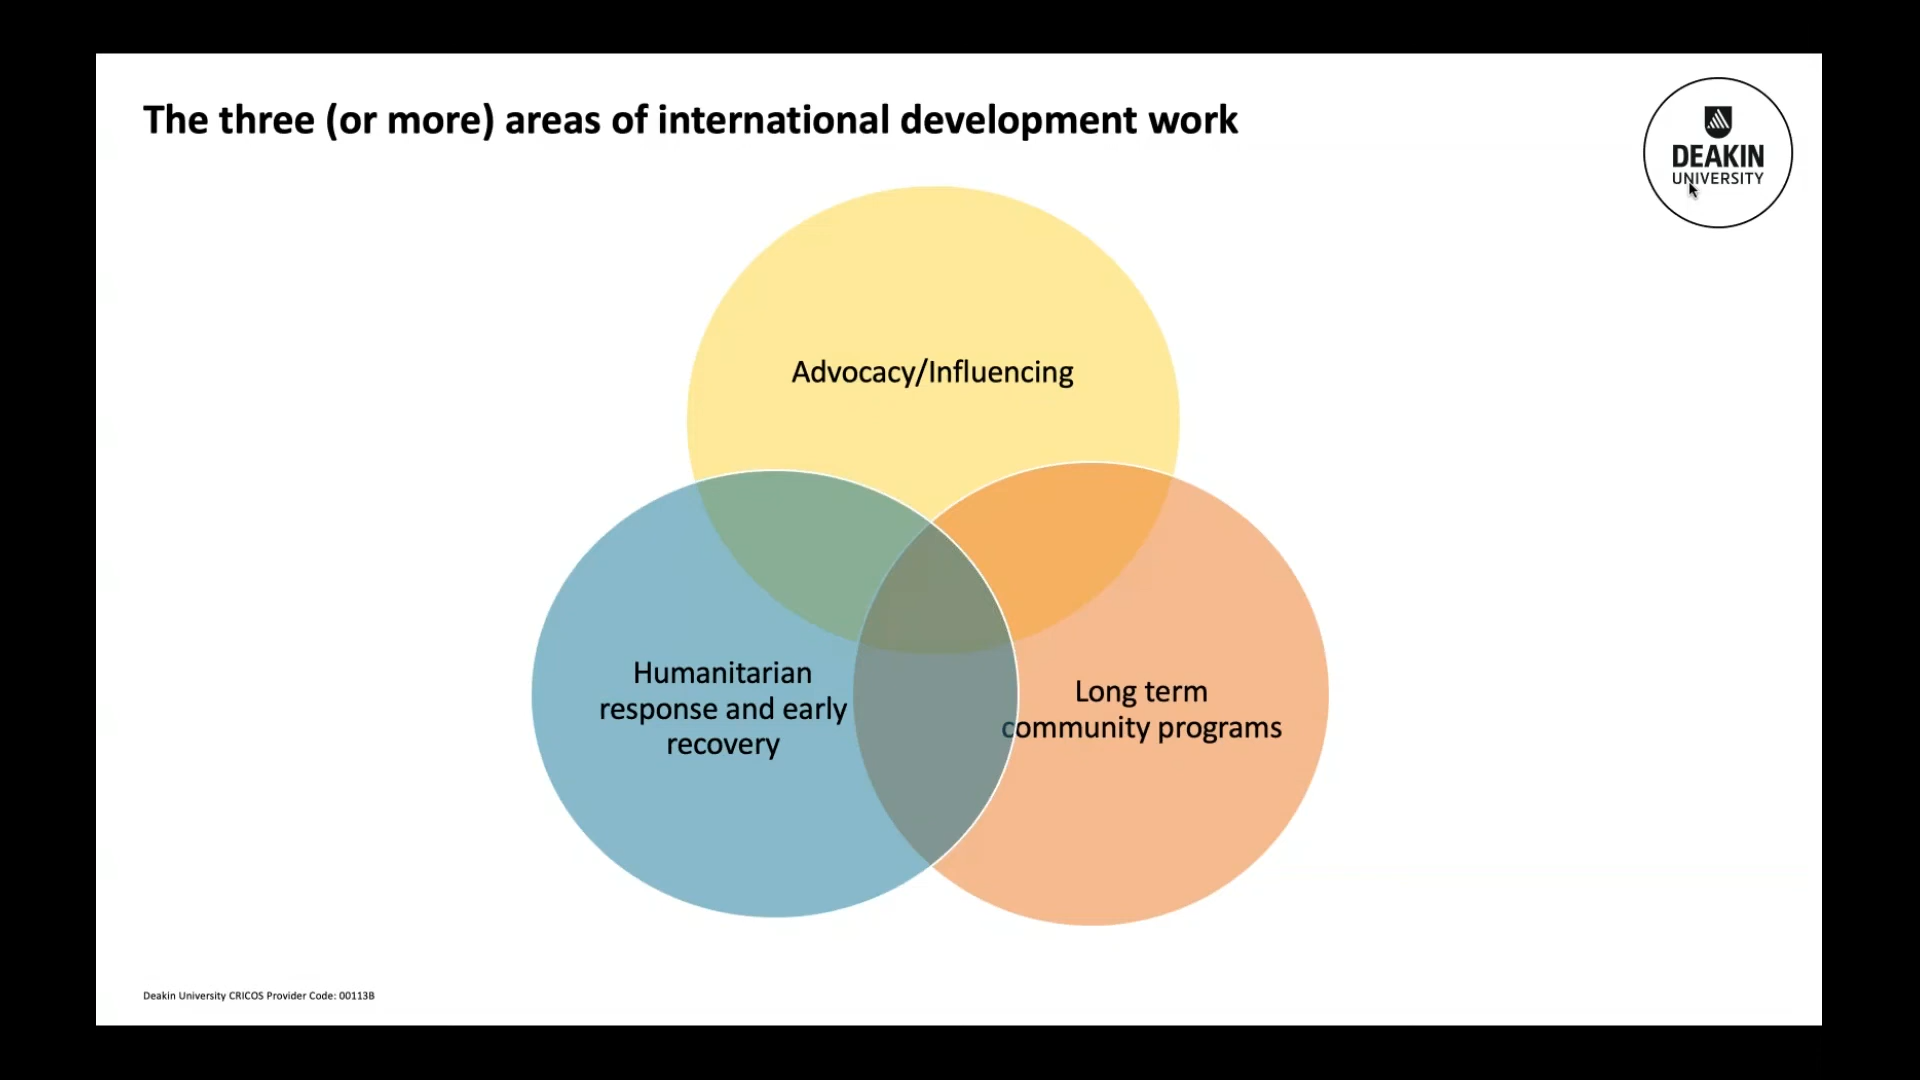 The three (or more) areas of international development work
DEAKIN
UNIVERSITY
Advocacy/Influencing
Humanitarian
response and early
recovery
Long term
community programs
Deakin University CRICOS Provider Code: 00113B